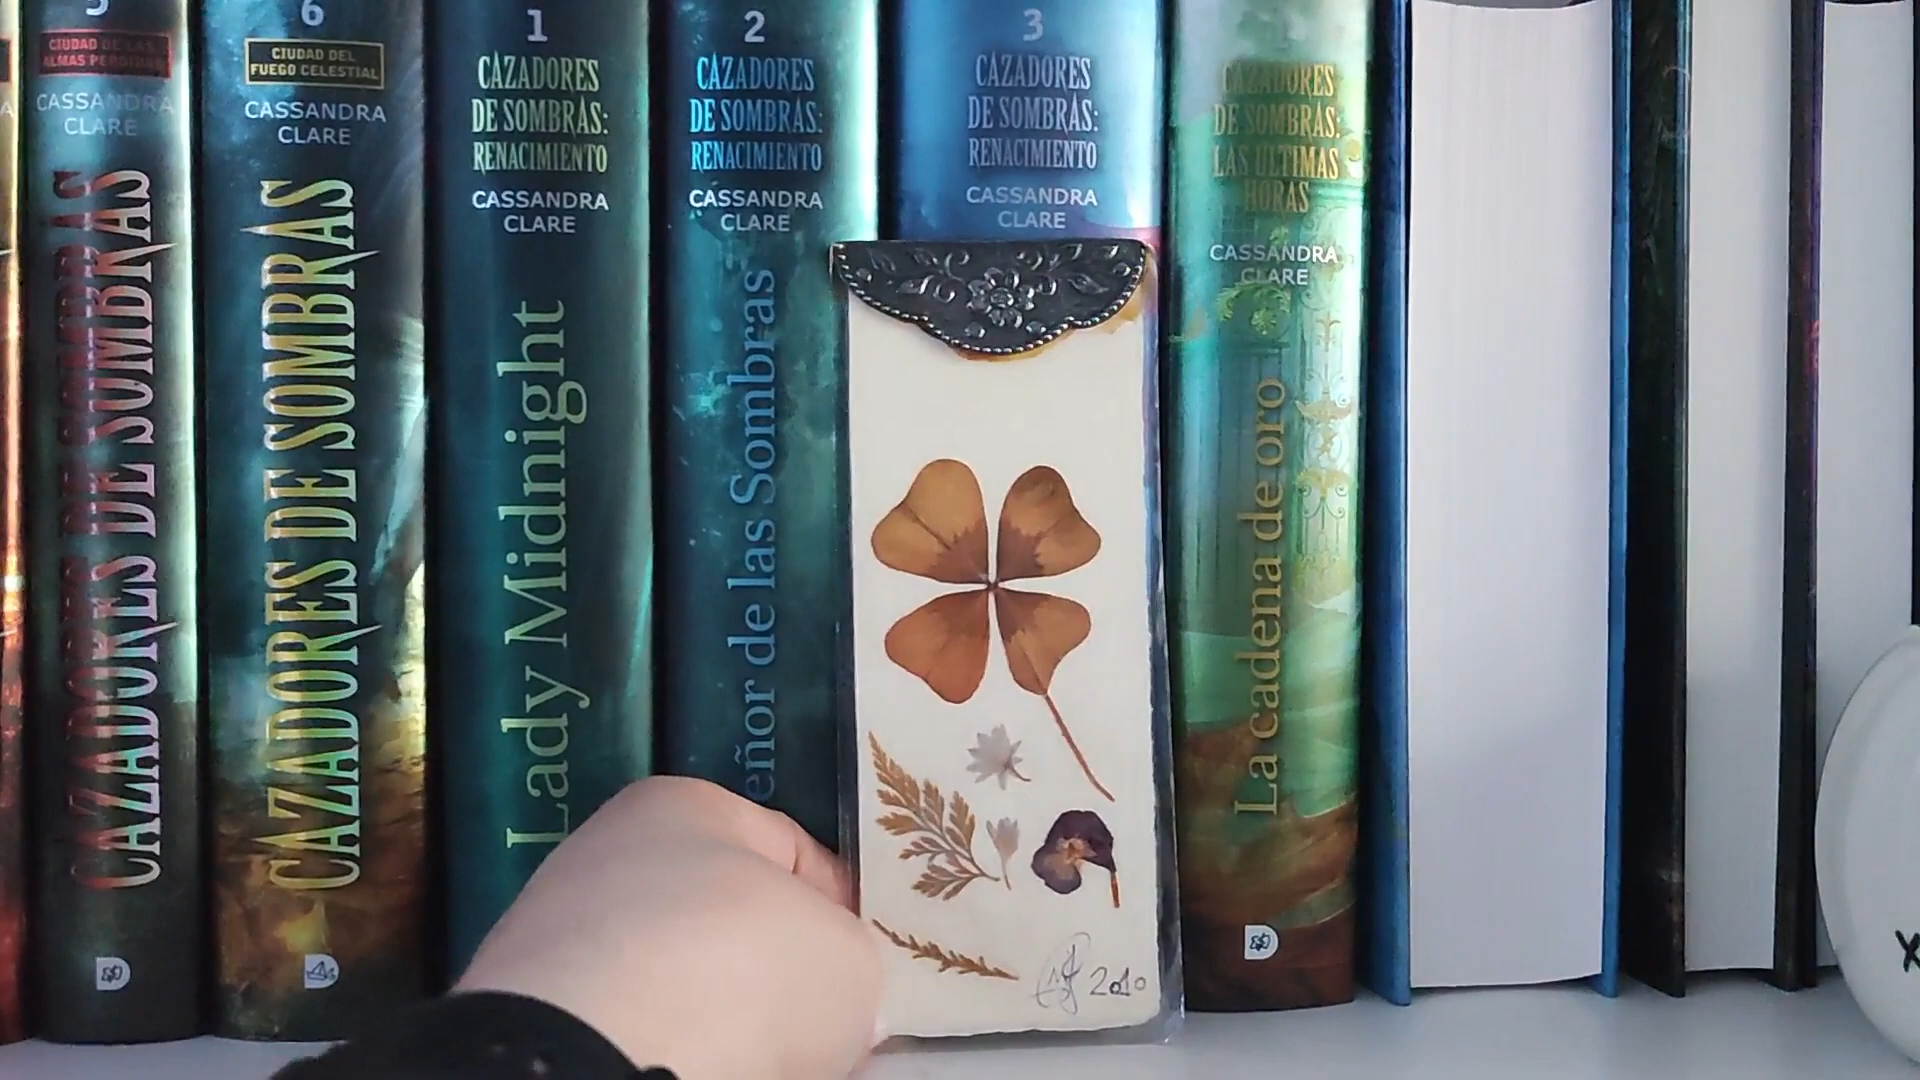 5
CIUDAD DE LAS
ALMAS PERDIDAS
CASSANDRA
CLARE
CAZADORES DE SOMBRAS
6
CIUDAD DEL
FUEGO CELESTIAL
CASSANDRA
CLARE
CAZADORES DE SOMBRAS
1
CAZADORES
DE SOMBRAS:
RENACIMIENTO
CASSANDRA
CLARE
Lady Midnight
2
CAZADORES
DE SOMBRAS:
RENACIMIENTO
CASSANDRA
CLARE
eñor de las Sombras
3
CAZADORES
DE SOMBRAS:
RENACIMIENTO
CASSANDRA
CLARE
2010
1
CAZADORES
DE SOMBRAS:
LAS ÚLTIMAS
HORAS
CASSANDRA
CLARE
La cadena de oro